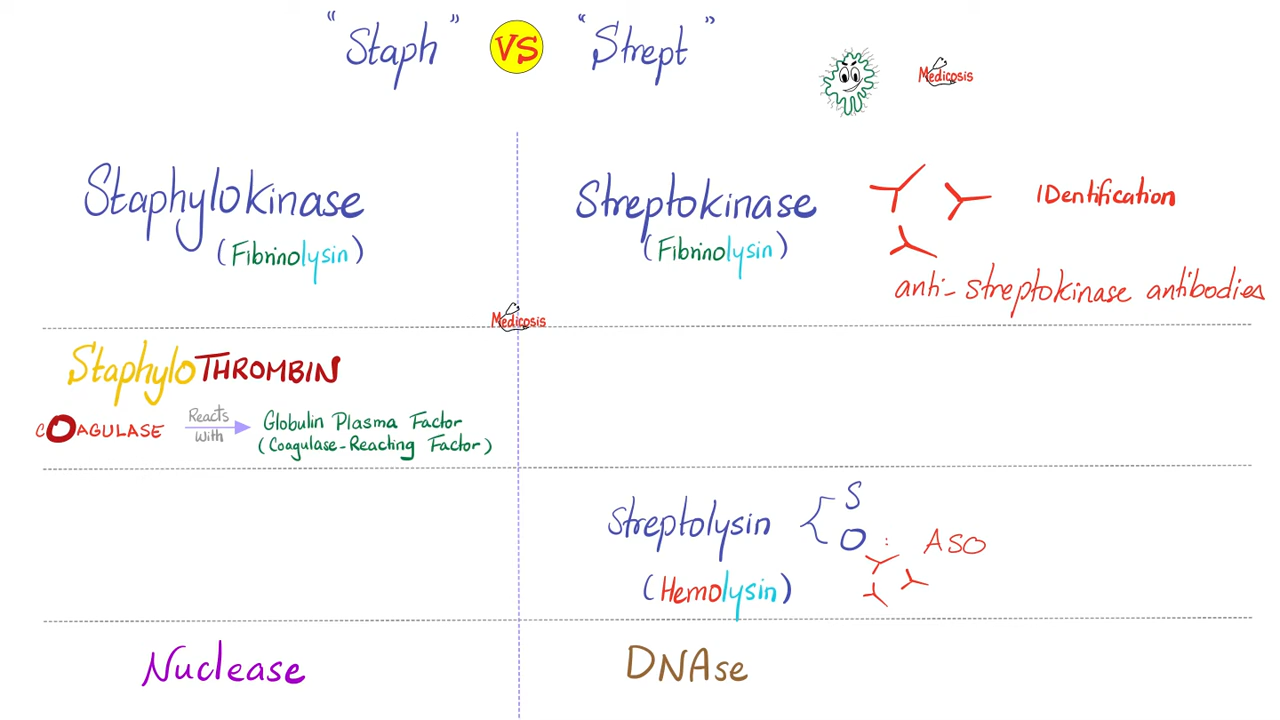 "Staph" VS "Strept"
Medicosis
Staphylokinase
(Fibrinolysin)
Streptokinase
(Fibrinolysin)
IDentification
anti-streptokinase antibodies
Medicosis
StaphyloTHROMBIN
cOAGULASE Reacts With Globulin Plasma Factor
(Coagulase-Reacting Factor)
Streptolysin
S
O : ASO
(Hemolysin)
Nuclease
DNAse